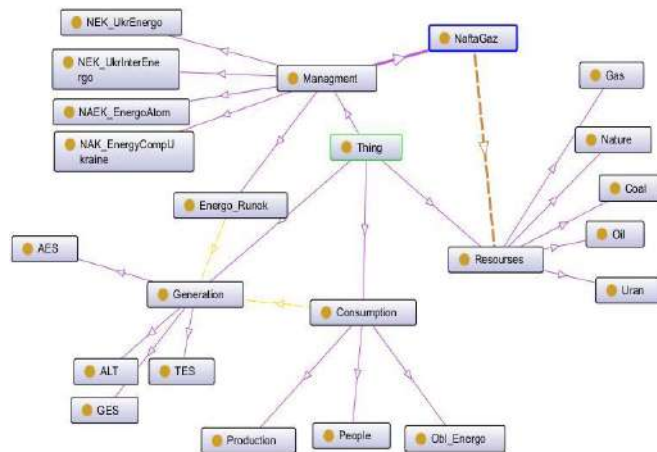 NEK_UkrEnergo
NaftaGaz
NEK_UkrInterEne
rgo
Managment
Gas
NAEK_EnergoAtom
Nature
NAK_EnergyCompU
kraine
Thing
Coal
Energo_Runok
Oil
AES
Resourses
Uran
Generation
Consumption
ALT
TES
GES
Production
People
Obl_Energo